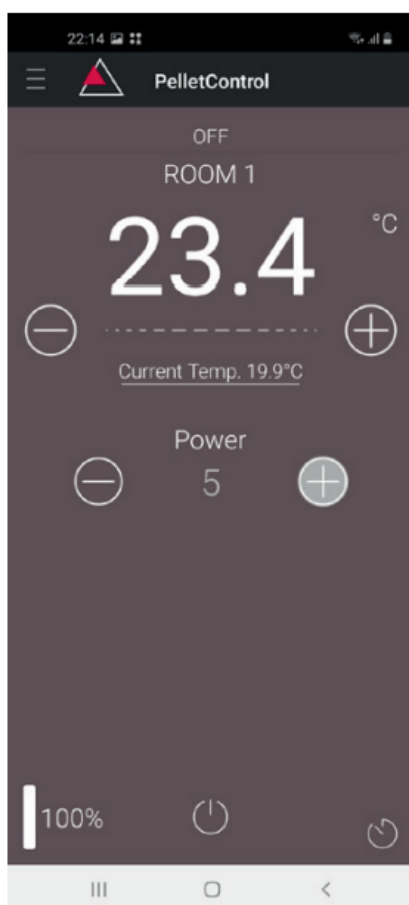 22:14
PelletControl
OFF
ROOM 1
23.4 °C
Current Temp. 19.9°C
Power
5
100%